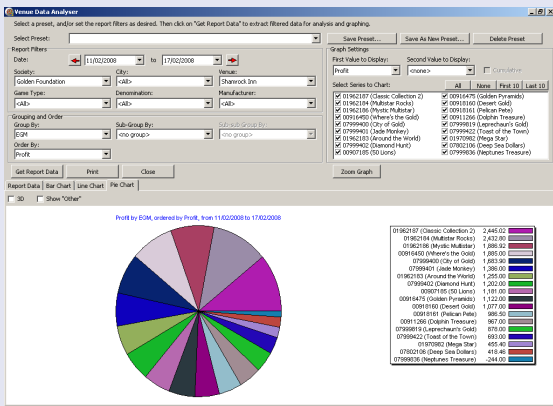 Venue Data Analyser
Select a preset, and/or set the report filters as desired. Then click on "Get Report Data" to extract filtered data for analysis and graphing.
Select Preset:
Save Preset...
Save As New Preset...
Delete Preset
Report Filters
Date:
11/02/2008
to
17/02/2008
Society:
City:
Venue:
Golden Foundation
<All>
Shamrock Inn
Game Type:
Denomination:
Manufacturer:
<All>
<All>
<All>
Grouping and Order
Group By:
Sub-Group By:
Sub-sub Group By:
EGM
<no group>
<no group>
Order By:
Profit
Graph Settings
First Value to Display:
Second Value to Display:
Profit
<none>
Cumulative
Select Series to Chart:
All
None
First 10
Last 10
01962187 (Classic Collection 2)
01962184 (Multistar Rocks)
01962186 (Mystic Multistar)
00916450 (Where's the Gold)
07999400 (City of Gold)
07999401 (Jade Monkey)
01962183 (Around the World)
07999402 (Diamond Hunt)
00907185 (50 Lions)
00916475 (Golden Pyramids)
00918160 (Desert Gold)
00918161 (Pelican Pete)
00911266 (Dolphin Treasure)
07999819 (Leprechaun's Gold)
07999422 (Toast of the Town)
01970982 (Mega Star)
07802106 (Deep Sea Dollars)
07999836 (Neptunes Treasure)
Get Report Data
Print
Close
Zoom Graph
Report Data
Bar Chart
Line Chart
Pie Chart
3D
Show "Other"
Profit by EGM, ordered by Profit, from 11/02/2008 to 17/02/2008
01962187 (Classic Collection 2) 2,445.02
01962184 (Multistar Rocks) 2,432.80
01962186 (Mystic Multistar) 1,886.92
00916450 (Where's the Gold) 1,885.00
07999400 (City of Gold) 1,683.90
07999401 (Jade Monkey) 1,386.00
01962183 (Around the World) 1,255.00
07999402 (Diamond Hunt) 1,202.00
00907185 (50 Lions) 1,181.00
00916475 (Golden Pyramids) 1,122.00
00918160 (Desert Gold) 1,077.00
00918161 (Pelican Pete) 986.50
00911266 (Dolphin Treasure) 967.00
07999819 (Leprechaun's Gold) 878.00
07999422 (Toast of the Town) 693.00
01970982 (Mega Star) 455.40
07802106 (Deep Sea Dollars) 418.46
07999836 (Neptunes Treasure) -244.00